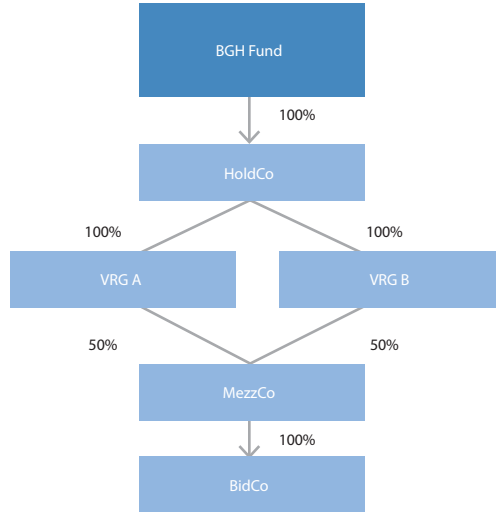 BGH Fund
100%
HoldCo
100%
100%
VRG A
VRG B
50%
50%
MezzCo
100%
BidCo